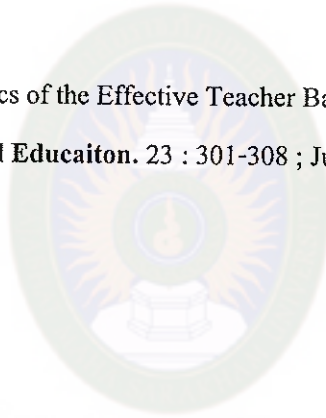 cs of the Effective Teacher Ba
l Educaiton. 23 : 301-308 ; Ju